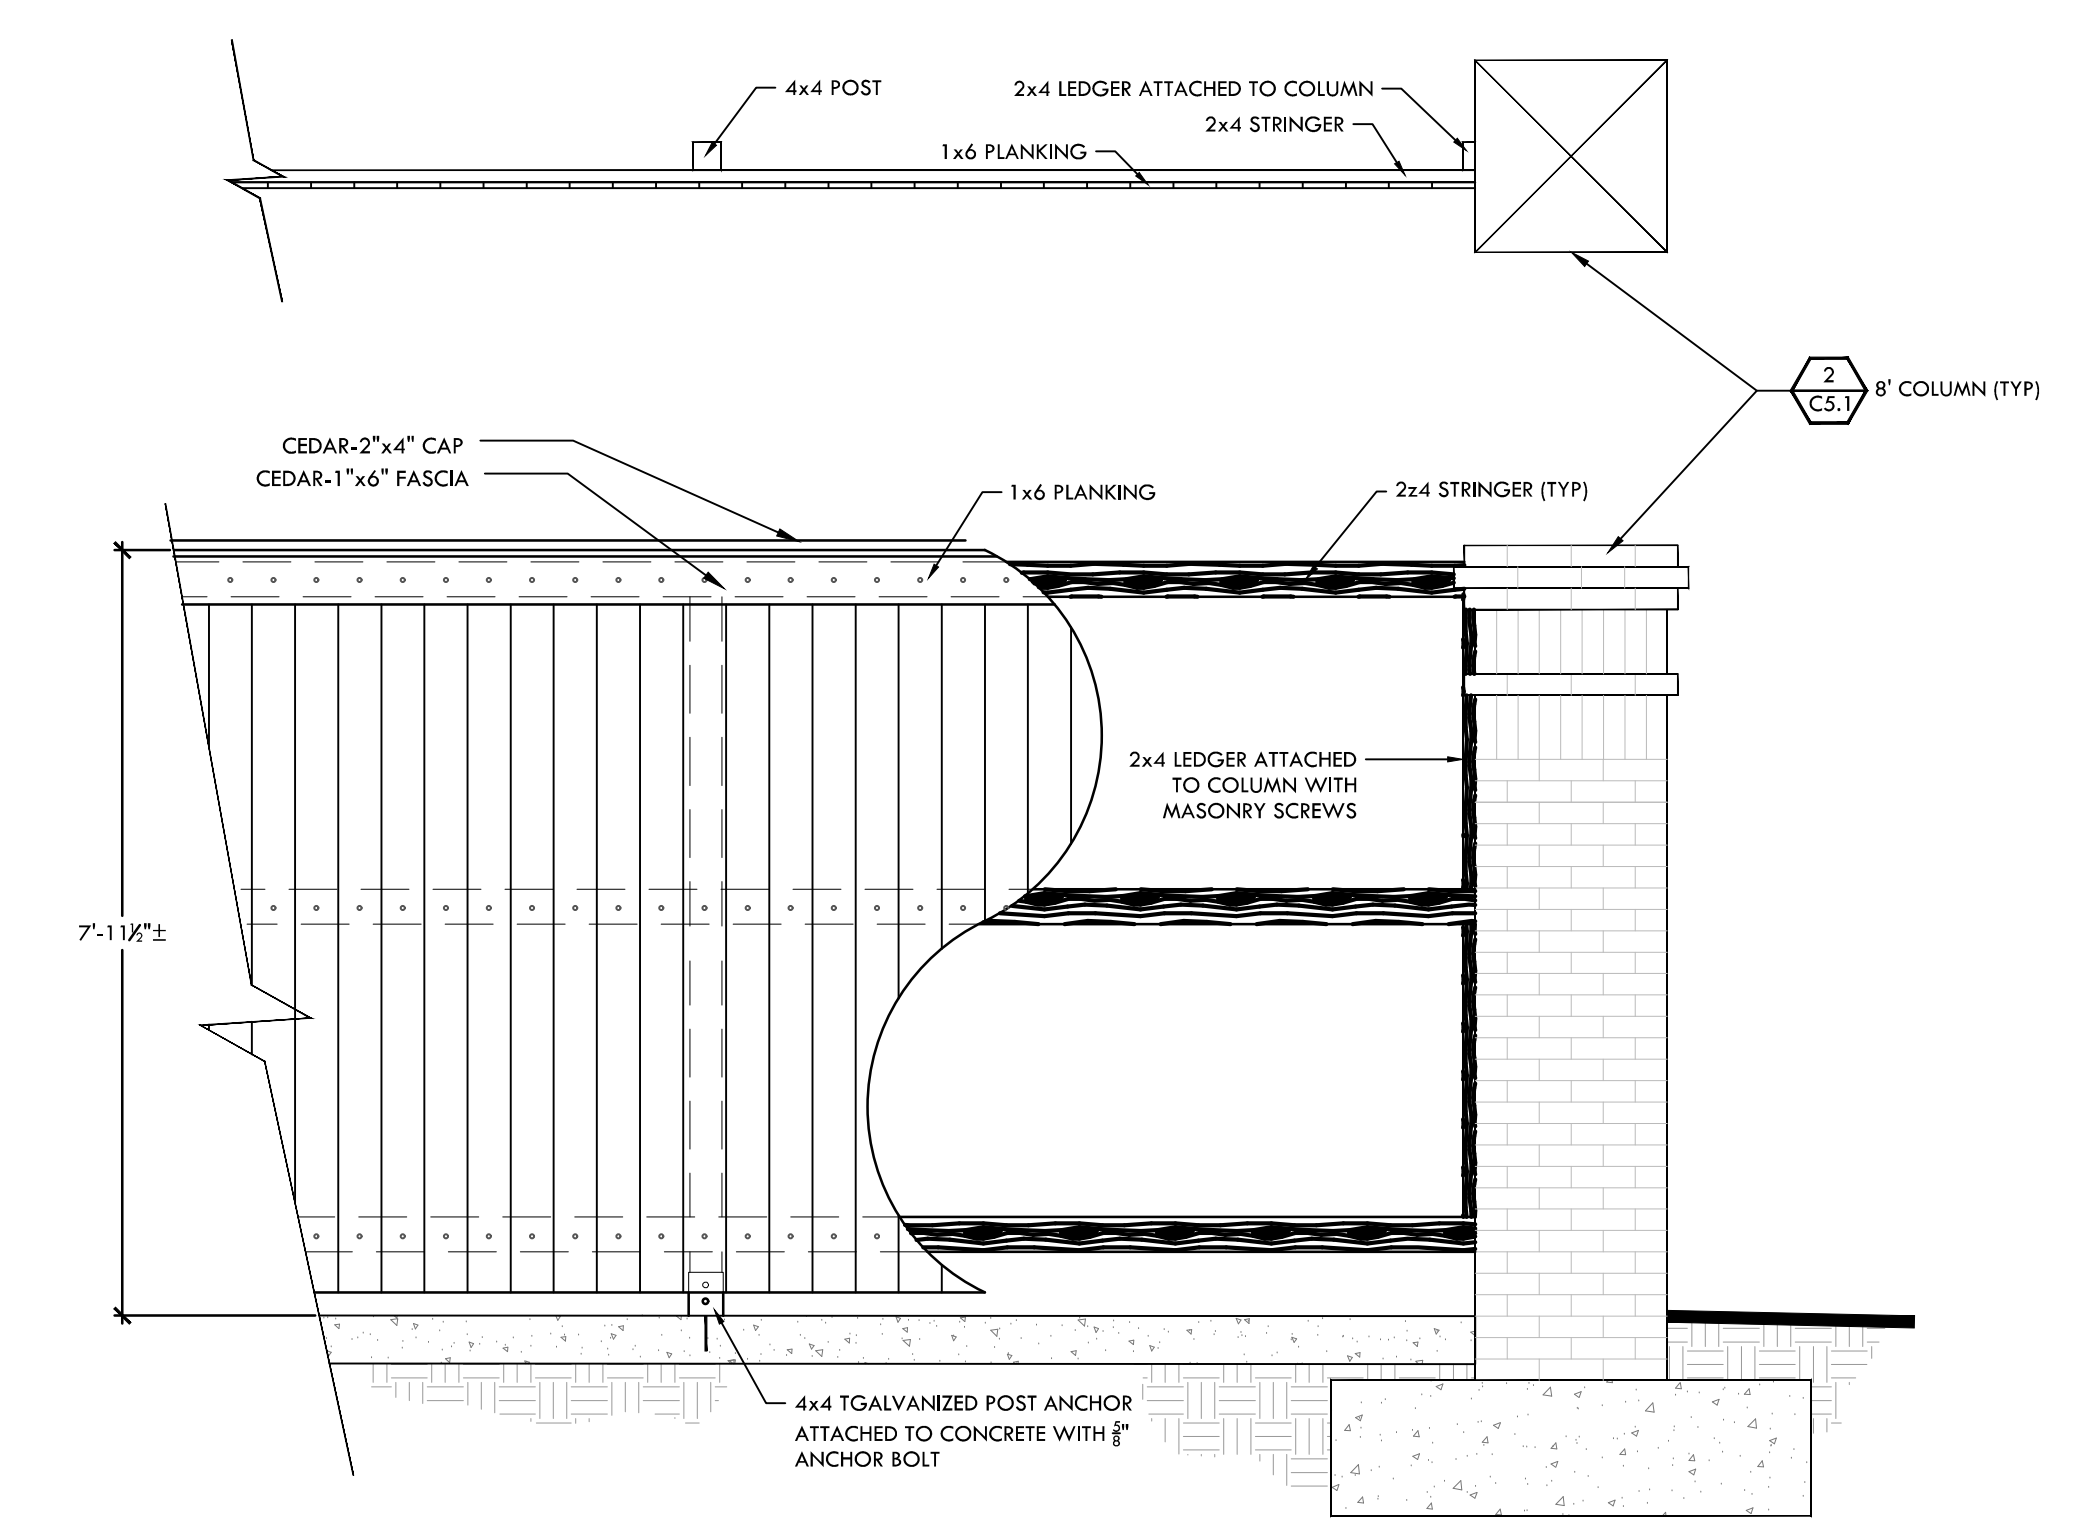 4x4 POST
2x4 LEDGER ATTACHED TO COLUMN
2x4 STRINGER
1x6 PLANKING
2
C5.1
8' COLUMN (TYP)
CEDAR-2"x4" CAP
CEDAR-1"x6" FASCIA
1x6 PLANKING
2z4 STRINGER (TYP)
2x4 LEDGER ATTACHED
TO COLUMN WITH
MASONRY SCREWS
7'-11½"±
4x4 TGALVANIZED POST ANCHOR
ATTACHED TO CONCRETE WITH ⅝"
ANCHOR BOLT